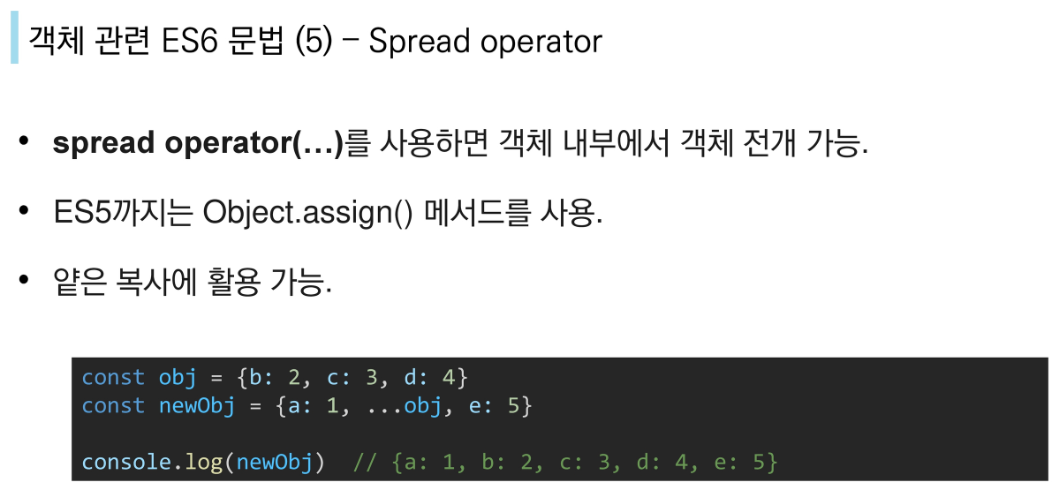 객체 관련 ES6 문법 (5) – Spread operator
• spread operator(...)를 사용하면 객체 내부에서 객체 전개 가능.
• ES5까지는 Object.assign() 메서드를 사용.
• 얕은 복사에 활용 가능.
const obj = {b: 2, c: 3, d: 4}
const newObj = {a: 1, ...obj, e: 5}
console.log(newObj)  // {a: 1, b: 2, c: 3, d: 4, e: 5}